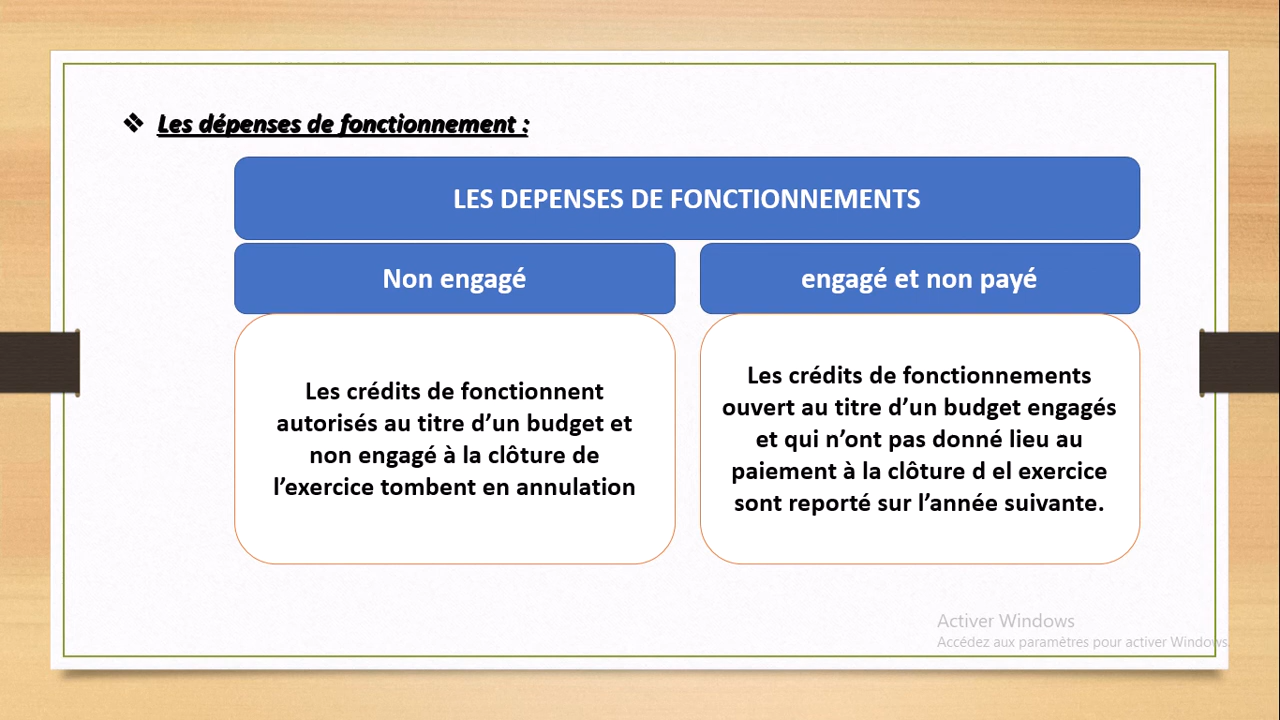 Les dépenses de fonctionnement :
LES DEPENSES DE FONCTIONNEMENTS
Non engagé
engagé et non payé
Les crédits de fonctionnent
autorisés au titre d’un budget et
non engagé à la clôture de
l’exercice tombent en annulation
Les crédits de fonctionnements
ouvert au titre d’un budget engagés
et qui n’ont pas donné lieu au
paiement à la clôture d el exercice
sont reporté sur l’année suivante.
Activer Windows
Accédez aux paramètres pour activer Windows.